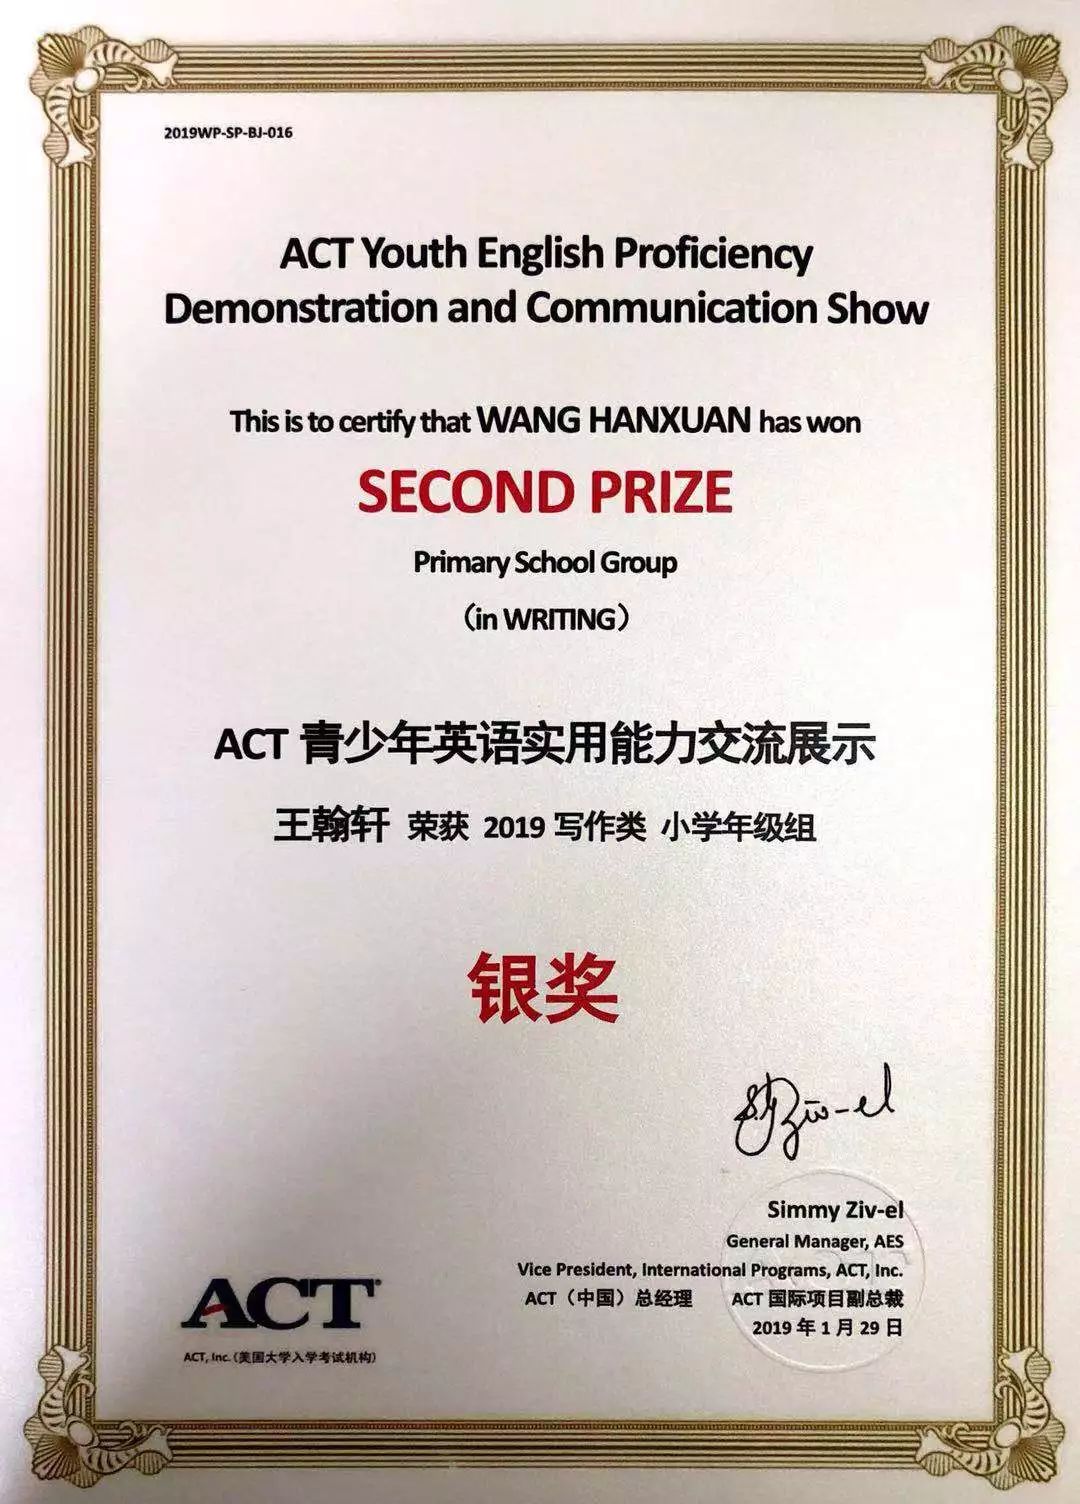 2019WP-SP-BJ-016
ACT Youth English Proficiency
Demonstration and Communication Show
This is to certify that WANG HANXUAN has won
SECOND PRIZE
Primary School Group
（in WRITING）
ACT 青少年英语实用能力交流展示
王翰轩 荣获 2019 写作类 小学年级组
银奖
Simmy Ziv-el
General Manager, AES
Vice President, International Programs, ACT, Inc.
ACT（中国）总经理 ACT 国际项目副总裁
2019 年 1 月 29 日
ACT®
ACT, Inc. (美国大学入学考试机构)